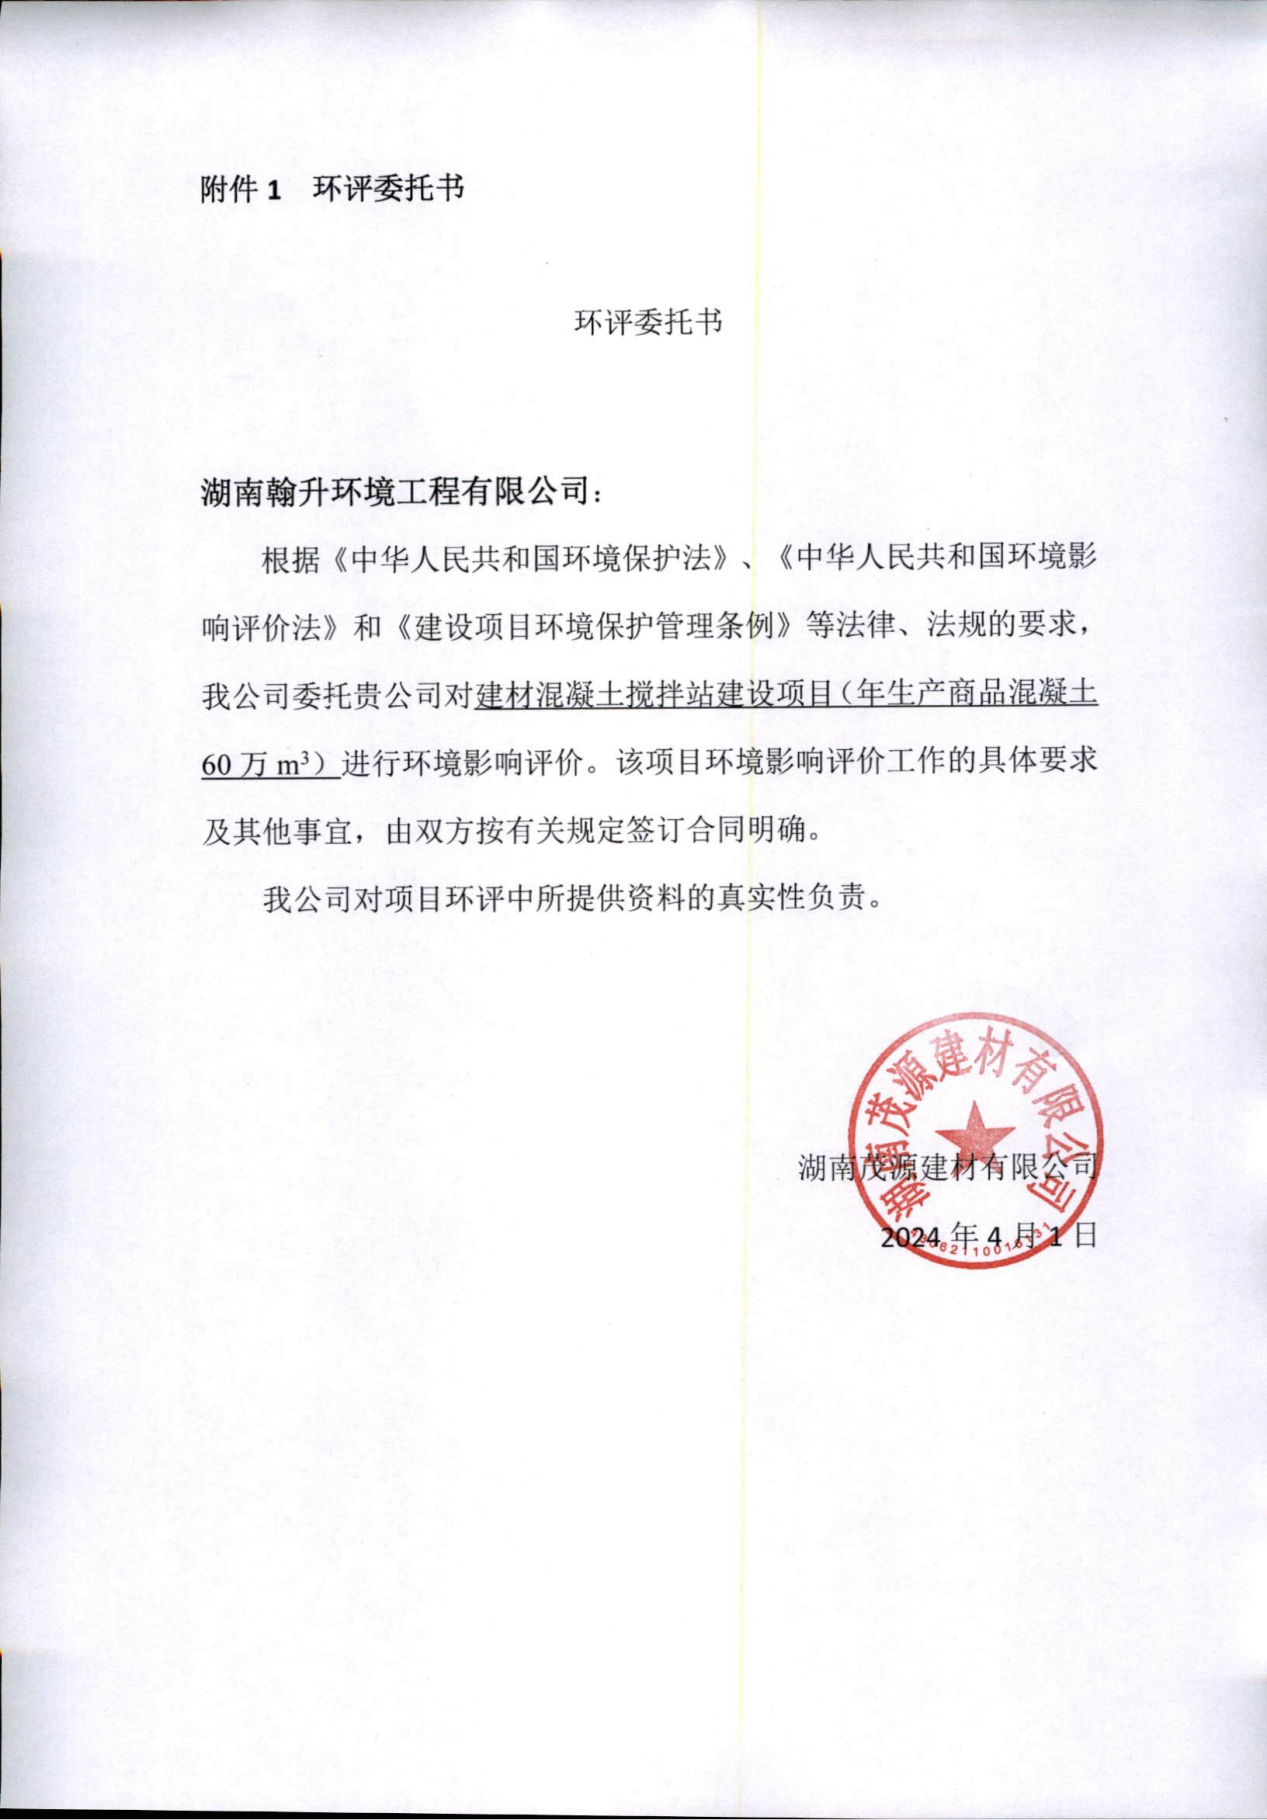 附件 1　环评委托书
环评委托书
湖南翰升环境工程有限公司：
根据《中华人民共和国环境保护法》、《中华人民共和国环境影
响评价法》和《建设项目环境保护管理条例》等法律、法规的要求，
我公司委托贵公司对建材混凝土搅拌站建设项目（年生产商品混凝土
60 万 m³）进行环境影响评价。该项目环境影响评价工作的具体要求
及其他事宜，由双方按有关规定签订合同明确。
我公司对项目环评中所提供资料的真实性负责。
湖南茂源建材有限公司
湖南茂源建材有限公司
2024 年 4 月 1 日